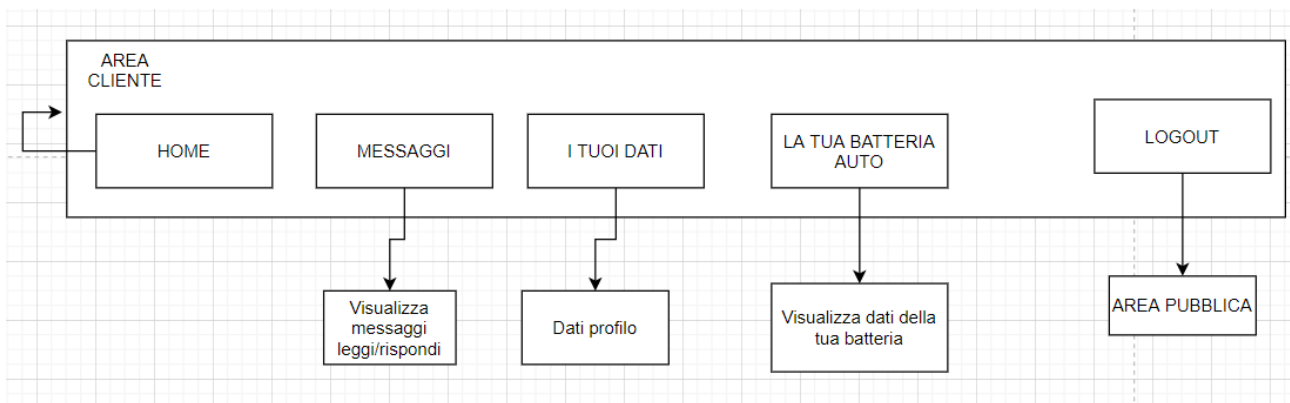 AREA
CLIENTE
HOME
MESSAGGI
I TUOI DATI
LA TUA BATTERIA
AUTO
LOGOUT
Visualizza
messaggi
leggi/rispondi
Dati profilo
Visualizza dati della
tua batteria
AREA PUBBLICA